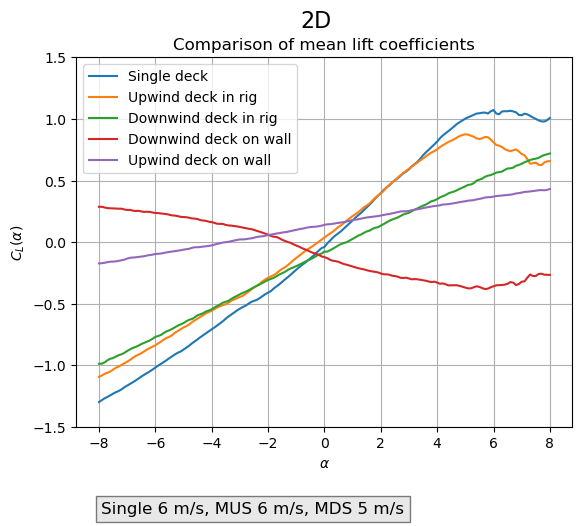 2D
Comparison of mean lift coefficients
Single deck
Upwind deck in rig
Downwind deck in rig
Downwind deck on wall
Upwind deck on wall
1.5
1.0
0.5
0.0
−0.5
−1.0
−1.5
C_L(α)
−8 −6 −4 −2 0 2 4 6 8
α
Single 6 m/s, MUS 6 m/s, MDS 5 m/s